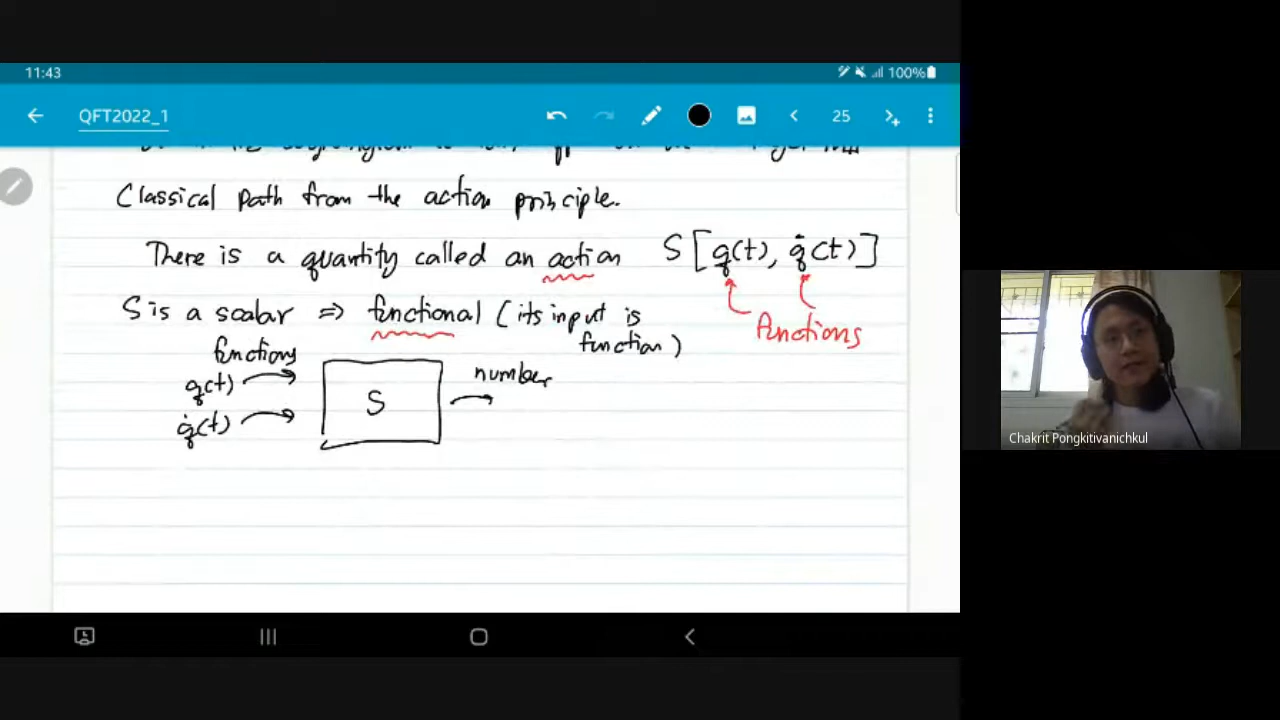 11:43
100%
QFT2022_1
25
Classical path from the action principle.
There is a quantity called an action S[q(t), q̇(t)]
S is a scalar ⇒ functional (its input is
function)
functions
functions
q(t)
q̇(t)
S
number
Chakrit Pongkitivanichkul